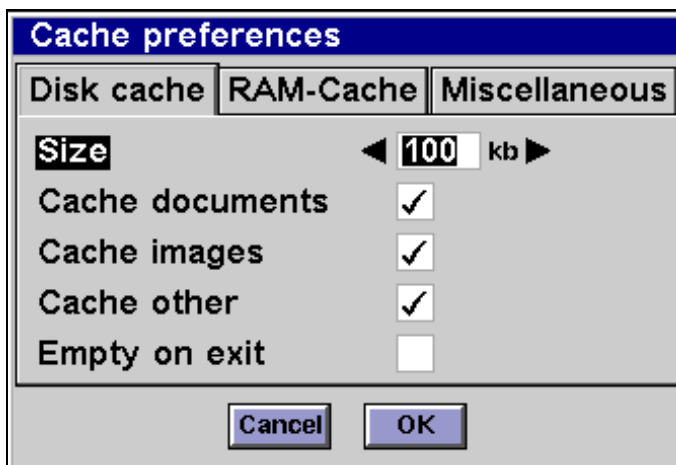 Cache preferences
Disk cache RAM-Cache Miscellaneous
Size 100 kb
Cache documents
Cache images
Cache other
Empty on exit
Cancel OK